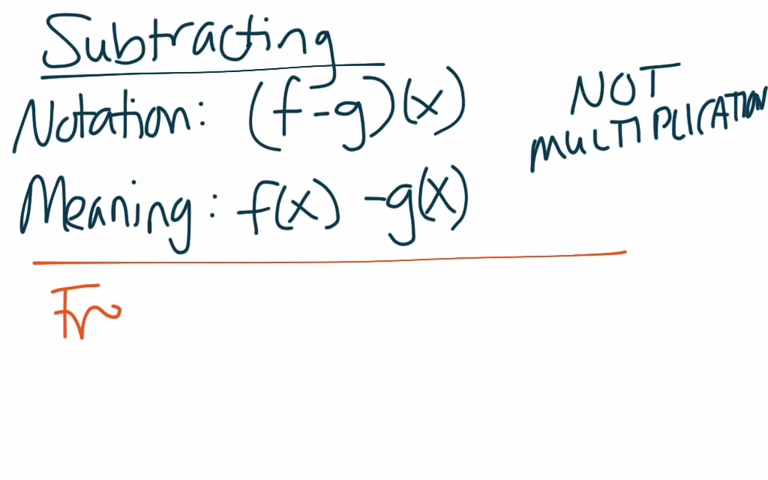 Subtracting
Notation: (f-g)(x)
NOT
MULTIPLICATION
Meaning: f(x) -g(x)